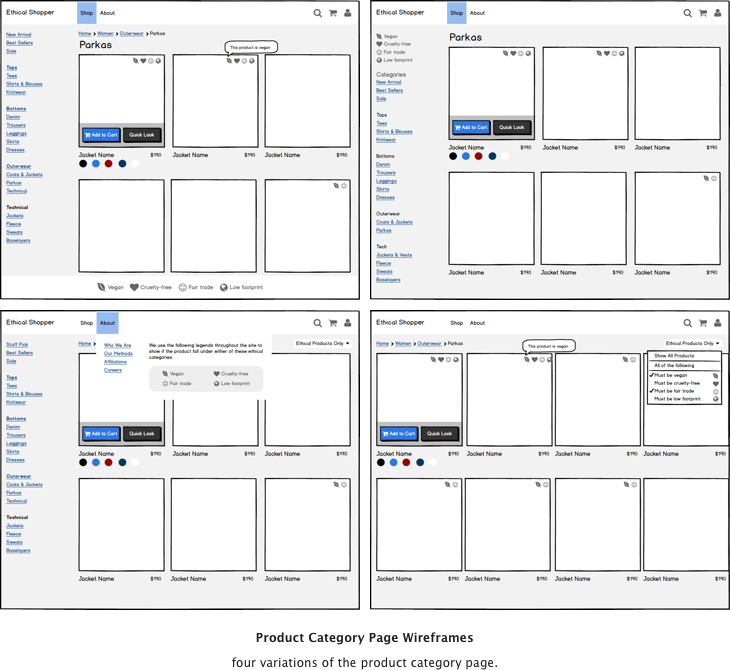 Ethical Shopper Shop About
New Arrival
Best Sellers
Sale
Tops
Tees
Shirts & Blouses
Knitwear
Bottoms
Denim
Trousers
Leggings
Skirts
Dresses
Outerwear
Coats & Jackets
Parkas
Technical
Technical
Jackets
Fleece
Sweats
Baselayers
Home > Women > Outerwear > Parkas
Parkas
This product is vegan
Add to Cart Quick Look
Jacket Name $190 Jacket Name $190 Jacket Name $190
Vegan Cruelty-free Fair trade Low footprint
Ethical Shopper Shop About
Vegan
Cruelty-free
Fair trade
Low footprint
Categories
New Arrival
Best Sellers
Sale
Tops
Tees
Shirts & Blouses
Knitwear
Bottoms
Denim
Trousers
Leggings
Skirts
Dresses
Outerwear
Coats & Jackets
Parkas
Tech
Jackets & Vests
Fleece
Sweats
Baselayers
Parkas
Add to Cart Quick Look
Jacket Name $190 Jacket Name $190 Jacket Name $190
Jacket Name $190 Jacket Name $190 Jacket Name $190
Ethical Shopper Shop About
Staff Pick
Best Sellers
Sale
Tops
Tees
Shirts & Blouses
Knitwear
Bottoms
Denim
Trousers
Leggings
Skirts
Dresses
Outerwear
Coats & Jackets
Parkas
Technical
Technical
Jackets
Fleece
Sweats
Baselayers
Home >
Who We Are
Our Methods
Affiliations
Careers
We use the following legends throughout the site to
show if the product fall under either of these ethical
categories
Vegan Cruelty-free
Fair trade Low footprint
Ethical Products Only
Add to Cart Quick Look
Jacket Name $190 Jacket Name $190 Jacket Name $190
Jacket Name $190 Jacket Name $190 Jacket Name $190
Ethical Shopper Shop About
Home > Women > Outerwear > Parkas
This product is vegan
Ethical Products Only
Show All Products
All of the following
Must be vegan
Must be cruelty-free
Must be fair trade
Must be low footprint
Add to Cart Quick Look
Jacket Name $190 Jacket Name $190 Jacket Name $190 Jacket Name $190
Jacket Name $190 Jacket Name $190 Jacket Name $190 Jacket Name $190
Product Category Page Wireframes
four variations of the product category page.